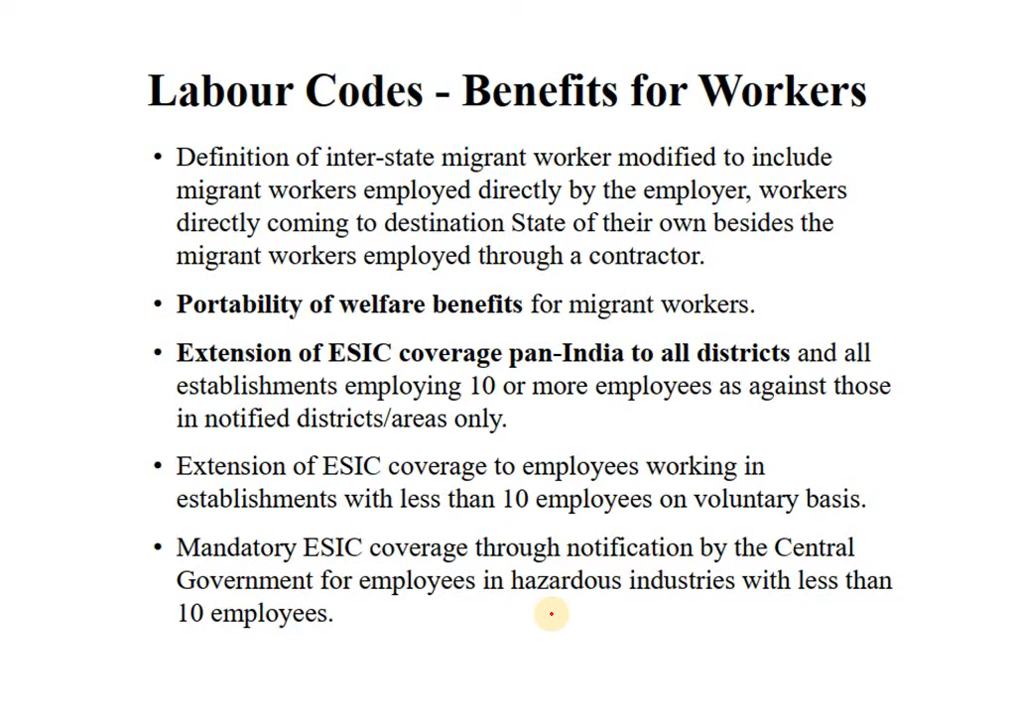 Labour Codes - Benefits for Workers
• Definition of inter-state migrant worker modified to include
migrant workers employed directly by the employer, workers
directly coming to destination State of their own besides the
migrant workers employed through a contractor.
• Portability of welfare benefits for migrant workers.
• Extension of ESIC coverage pan-India to all districts and all
establishments employing 10 or more employees as against those
in notified districts/areas only.
• Extension of ESIC coverage to employees working in
establishments with less than 10 employees on voluntary basis.
• Mandatory ESIC coverage through notification by the Central
Government for employees in hazardous industries with less than
10 employees.